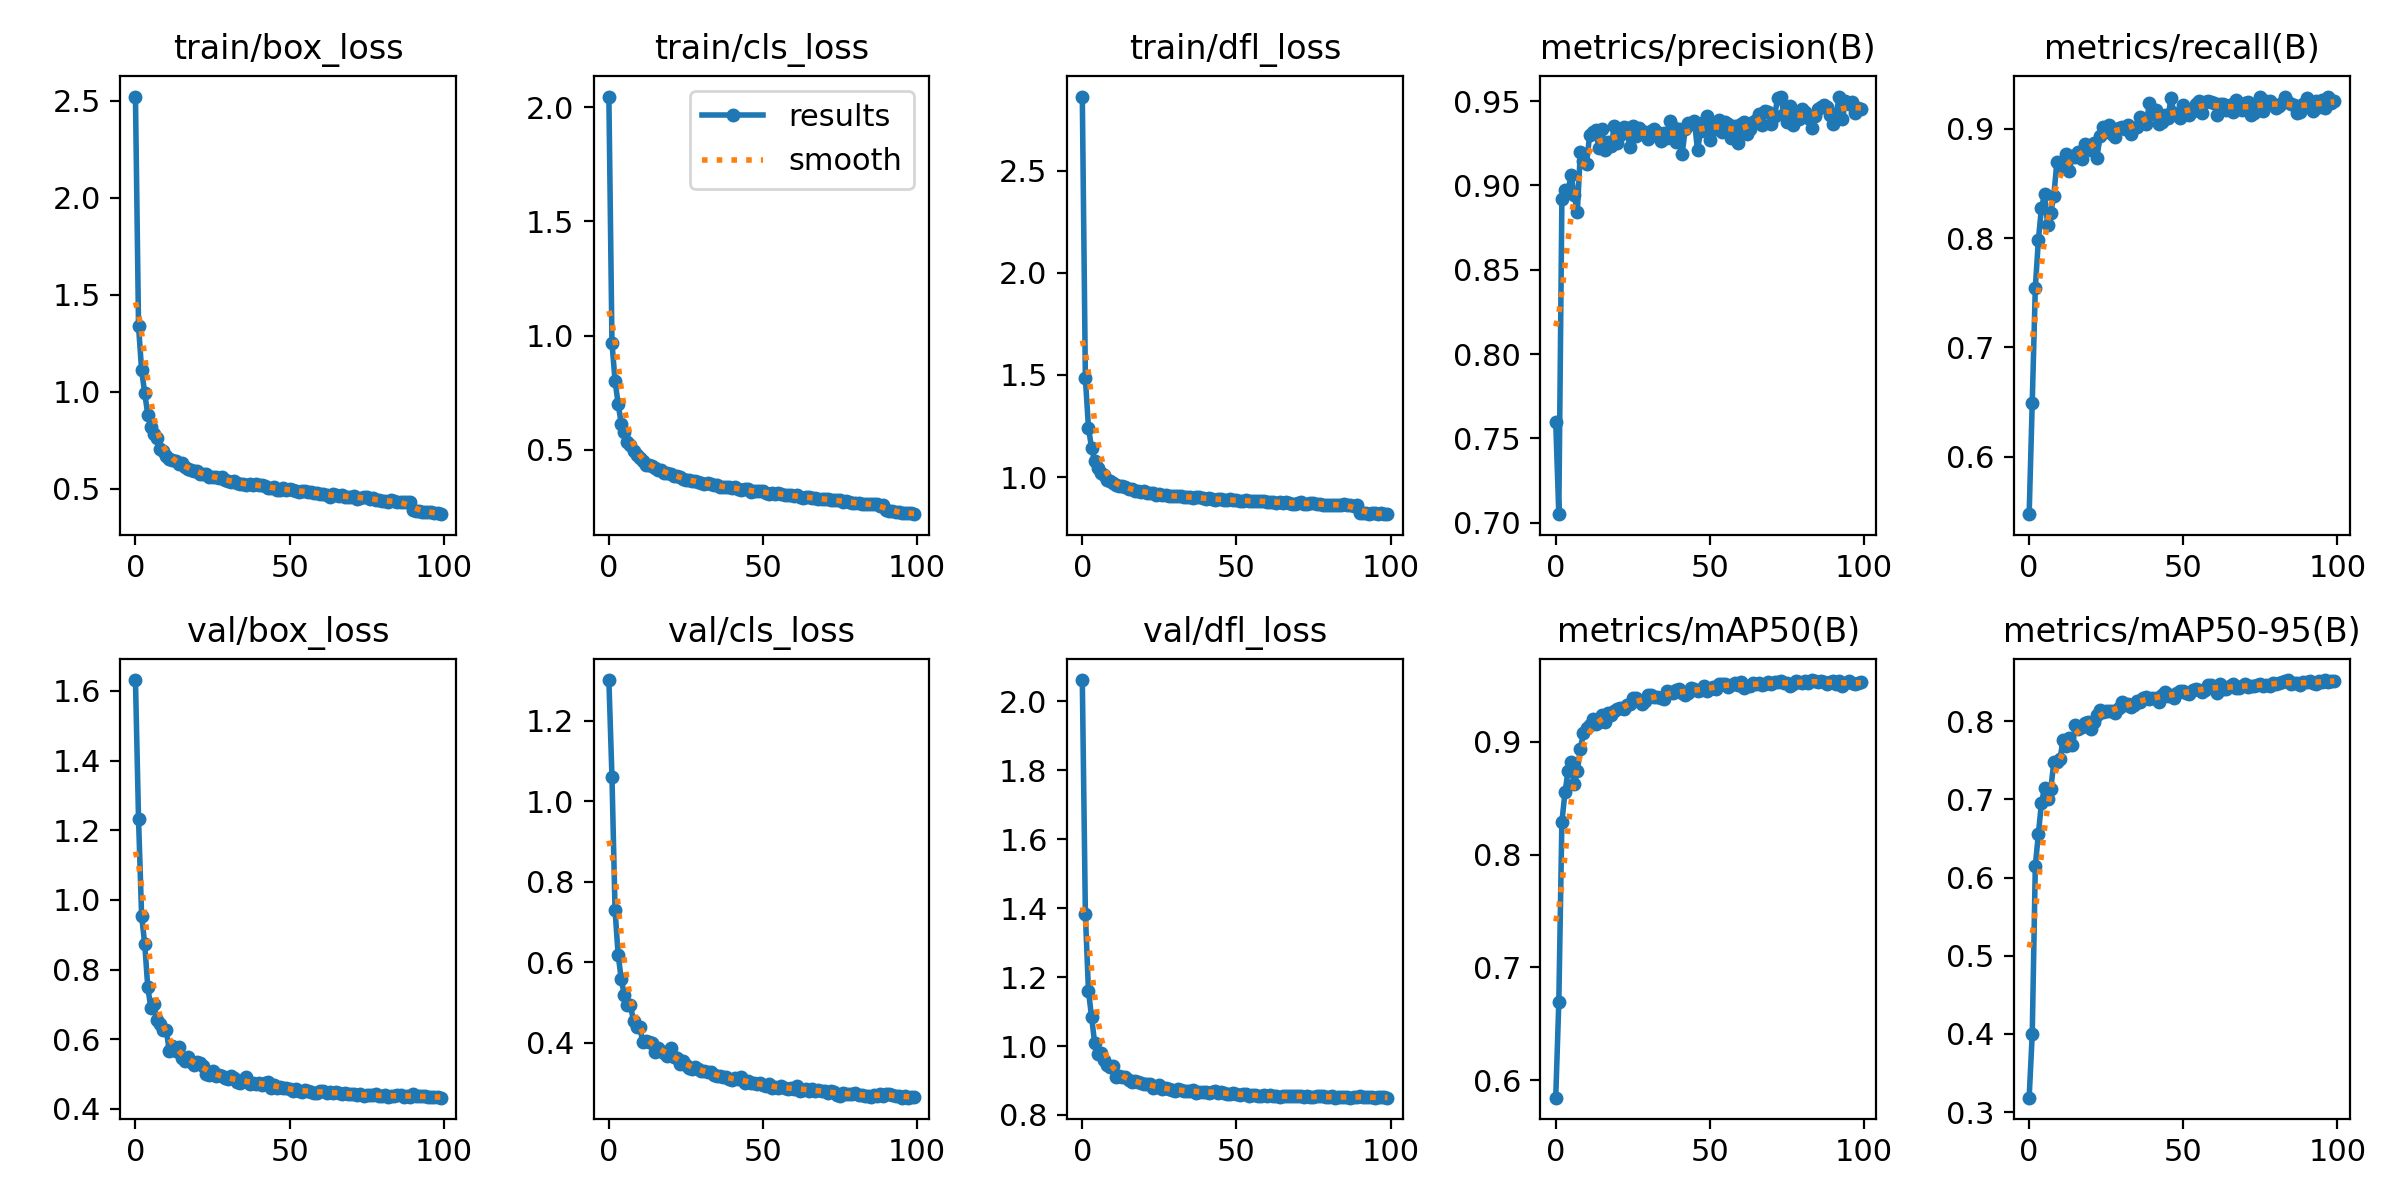 train/box_loss
2.5
2.0
1.5
1.0
0.5
0 50 100
train/cls_loss
results
smooth
2.0
1.5
1.0
0.5
0 50 100
train/dfl_loss
2.5
2.0
1.5
1.0
0 50 100
metrics/precision(B)
0.95
0.90
0.85
0.80
0.75
0.70
0 50 100
metrics/recall(B)
0.9
0.8
0.7
0.6
0 50 100
val/box_loss
1.6
1.4
1.2
1.0
0.8
0.6
0.4
0 50 100
val/cls_loss
1.2
1.0
0.8
0.6
0.4
0 50 100
val/dfl_loss
2.0
1.8
1.6
1.4
1.2
1.0
0.8
0 50 100
metrics/mAP50(B)
0.9
0.8
0.7
0.6
0 50 100
metrics/mAP50-95(B)
0.8
0.7
0.6
0.5
0.4
0.3
0 50 100